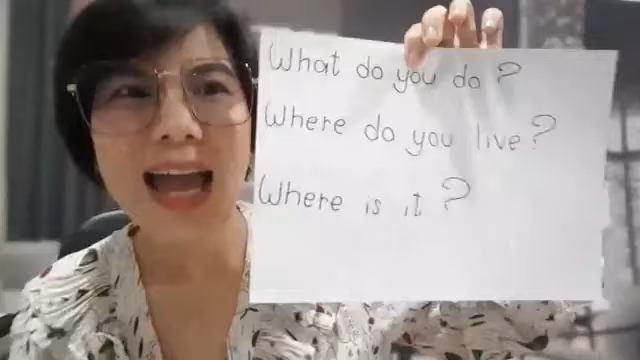 What do you do?
Where do you live?
Where is it?